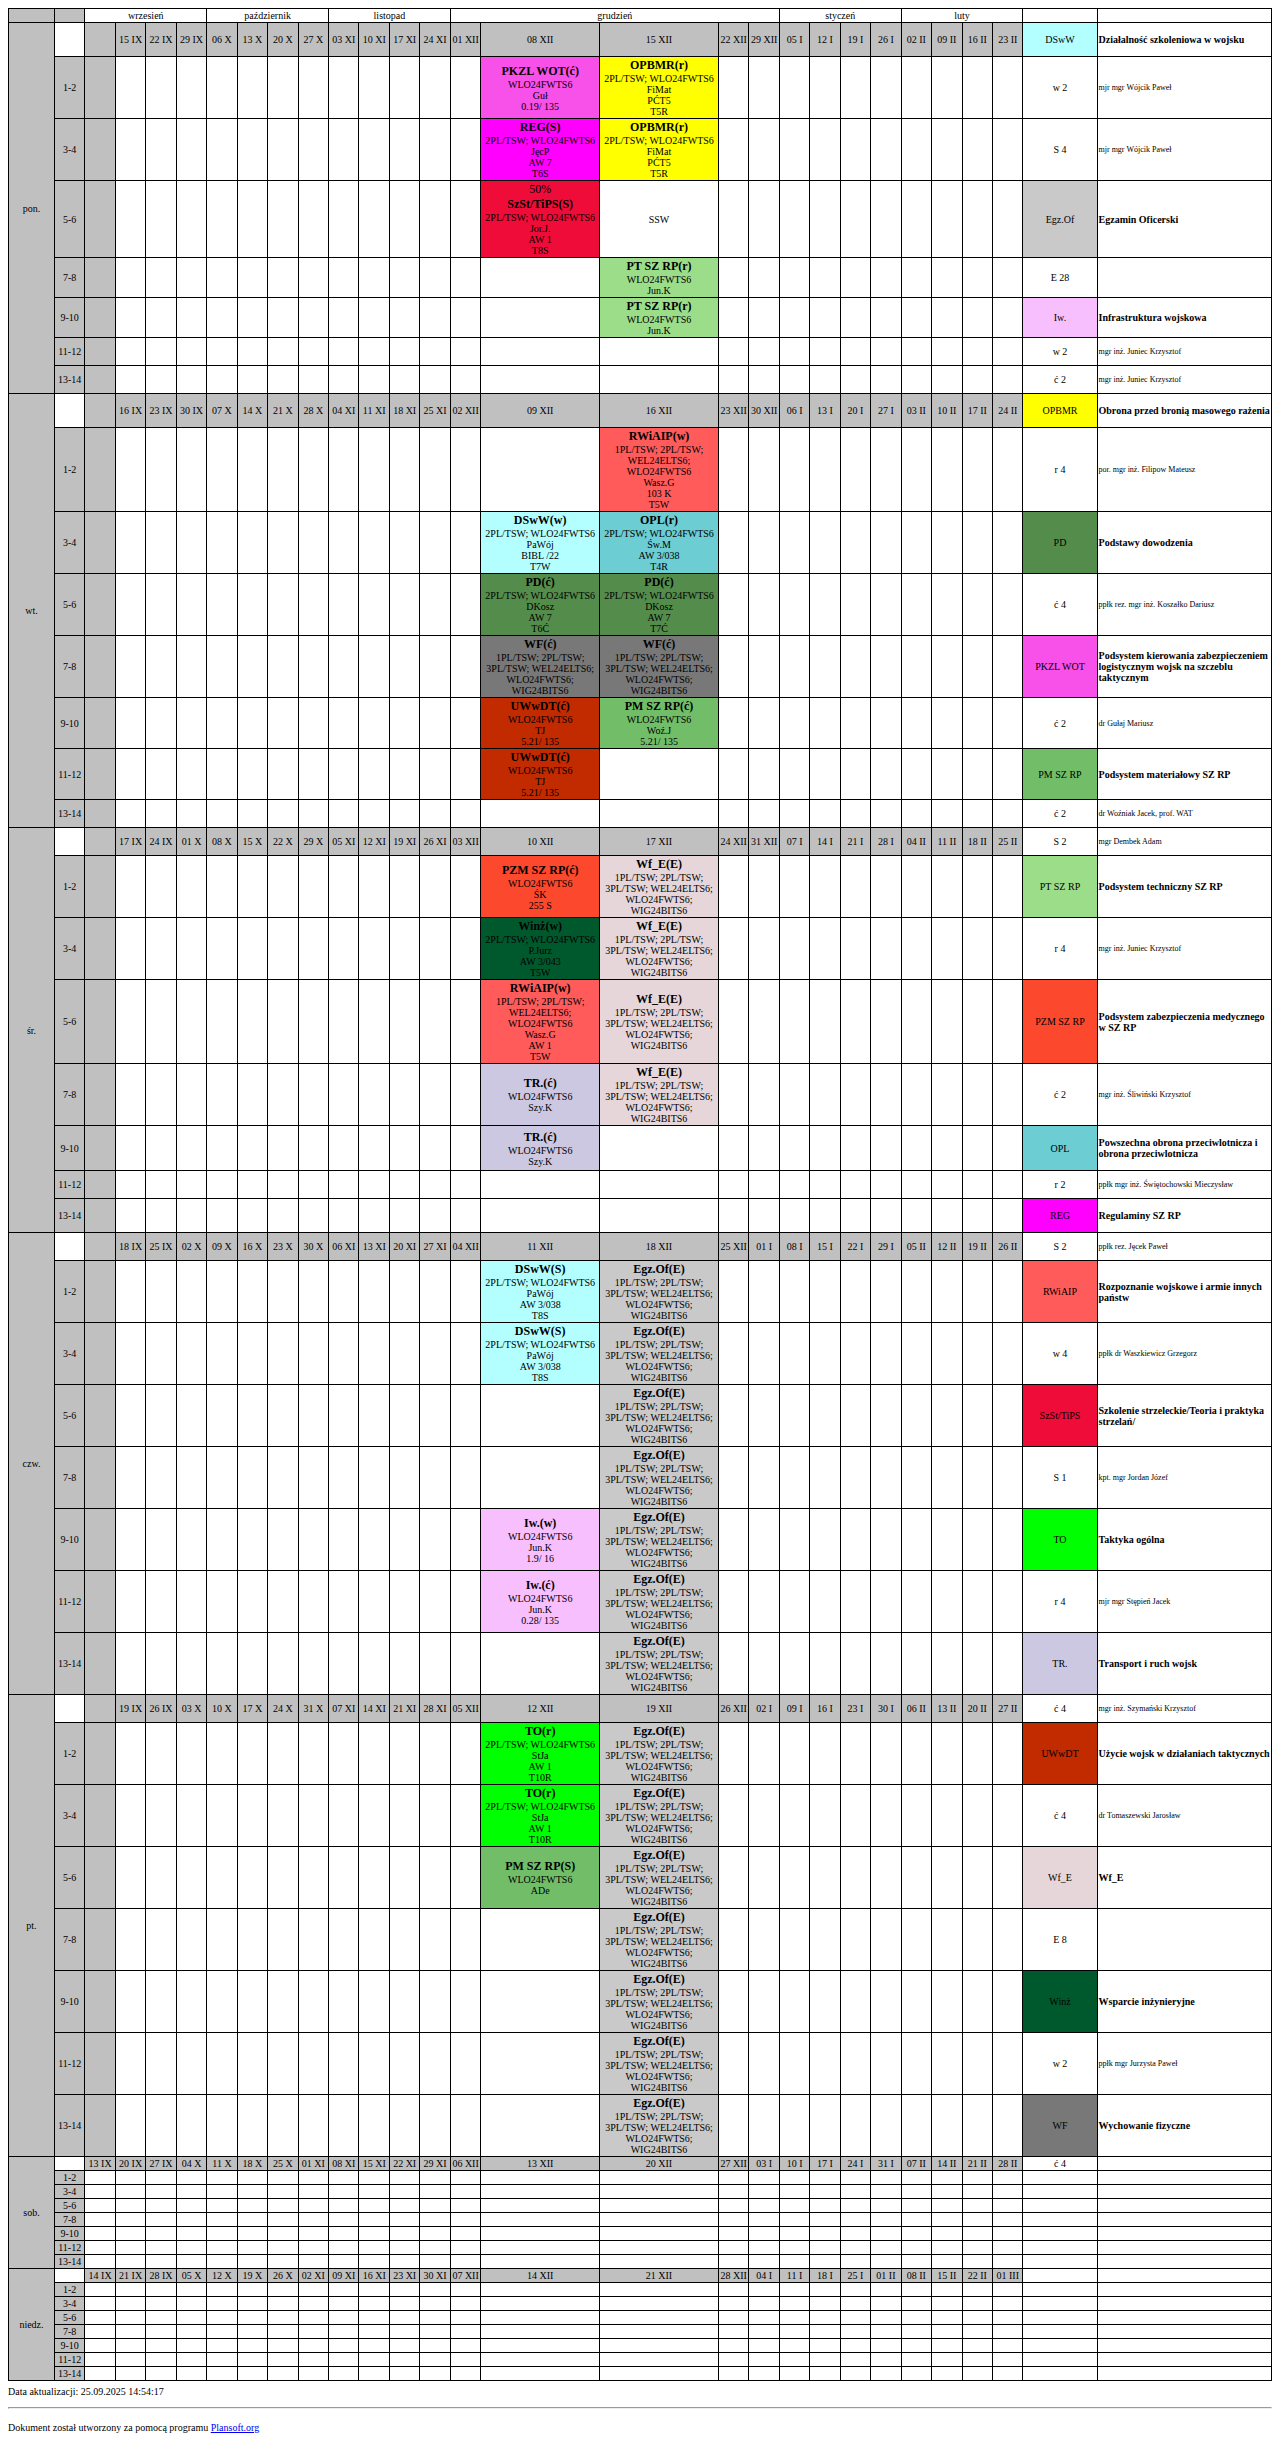 wrzesień październik listopad grudzień styczeń luty
pon. 15 IX 22 IX 29 IX 06 X 13 X 20 X 27 X 03 XI 10 XI 17 XI 24 XI 01 XII 08 XII 15 XII 22 XII 29 XII 05 I 12 I 19 I 26 I 02 II 09 II 16 II 23 II DSwW Działalność szkoleniowa w wojsku
1-2
PKZL WOT(ć)
WLO24FWTS6
Guł
0.19/ 135
OPBMR(r)
2PL/TSW; WLO24FWTS6
FiMat
PĆT5
T5R
w 2 mjr mgr Wójcik Paweł
3-4
REG(S)
2PL/TSW; WLO24FWTS6
JęcP
AW 7
T6S
OPBMR(r)
2PL/TSW; WLO24FWTS6
FiMat
PĆT5
T5R
S 4 mjr mgr Wójcik Paweł
5-6
50%
SzSt/TiPS(S)
2PL/TSW; WLO24FWTS6
Jor.J.
AW 1
T8S
SSW
Egz.Of Egzamin Oficerski
7-8
PT SZ RP(r)
WLO24FWTS6
Jun.K
E 28
9-10
PT SZ RP(r)
WLO24FWTS6
Jun.K
Iw. Infrastruktura wojskowa
11-12 w 2 mgr inż. Juniec Krzysztof
13-14 ć 2 mgr inż. Juniec Krzysztof
wt. 16 IX 23 IX 30 IX 07 X 14 X 21 X 28 X 04 XI 11 XI 18 XI 25 XI 02 XII 09 XII 16 XII 23 XII 30 XII 06 I 13 I 20 I 27 I 03 II 10 II 17 II 24 II OPBMR Obrona przed bronią masowego rażenia
1-2
RWiAIP(w)
1PL/TSW; 2PL/TSW;
WEL24ELTS6;
WLO24FWTS6
Wasz.G
103 K
T5W
r 4 por. mgr inż. Filipow Mateusz
3-4
DSwW(w)
2PL/TSW; WLO24FWTS6
PaWój
BIBL /22
T7W
OPL(r)
2PL/TSW; WLO24FWTS6
Św.M
AW 3/038
T4R
PD Podstawy dowodzenia
5-6
PD(ć)
2PL/TSW; WLO24FWTS6
DKosz
AW 7
T6Ć
PD(ć)
2PL/TSW; WLO24FWTS6
DKosz
AW 7
T7Ć
ć 4 ppłk rez. mgr inż. Koszałko Dariusz
7-8
WF(ć)
1PL/TSW; 2PL/TSW;
3PL/TSW; WEL24ELTS6;
WLO24FWTS6;
WIG24BITS6
WF(ć)
1PL/TSW; 2PL/TSW;
3PL/TSW; WEL24ELTS6;
WLO24FWTS6;
WIG24BITS6
PKZL WOT
Podsystem kierowania zabezpieczeniem
logistycznym wojsk na szczeblu
taktycznym
9-10
UWwDT(ć)
WLO24FWTS6
TJ
5.21/ 135
PM SZ RP(ć)
WLO24FWTS6
Woź.J
5.21/ 135
ć 2 dr Gułaj Mariusz
11-12
UWwDT(ć)
WLO24FWTS6
TJ
5.21/ 135
PM SZ RP Podsystem materiałowy SZ RP
13-14 ć 2 dr Woźniak Jacek, prof. WAT
śr. 17 IX 24 IX 01 X 08 X 15 X 22 X 29 X 05 XI 12 XI 19 XI 26 XI 03 XII 10 XII 17 XII 24 XII 31 XII 07 I 14 I 21 I 28 I 04 II 11 II 18 II 25 II S 2 mgr Dembek Adam
1-2
PZM SZ RP(ć)
WLO24FWTS6
ŚK
255 S
Wf_E(E)
1PL/TSW; 2PL/TSW;
3PL/TSW; WEL24ELTS6;
WLO24FWTS6;
WIG24BITS6
PT SZ RP Podsystem techniczny SZ RP
3-4
Winż(w)
2PL/TSW; WLO24FWTS6
P.Jurz
AW 3/043
T5W
Wf_E(E)
1PL/TSW; 2PL/TSW;
3PL/TSW; WEL24ELTS6;
WLO24FWTS6;
WIG24BITS6
r 4 mgr inż. Juniec Krzysztof
5-6
RWiAIP(w)
1PL/TSW; 2PL/TSW;
WEL24ELTS6;
WLO24FWTS6
Wasz.G
AW 1
T5W
Wf_E(E)
1PL/TSW; 2PL/TSW;
3PL/TSW; WEL24ELTS6;
WLO24FWTS6;
WIG24BITS6
PZM SZ RP
Podsystem zabezpieczenia medycznego
w SZ RP
7-8
TR.(ć)
WLO24FWTS6
Szy.K
Wf_E(E)
1PL/TSW; 2PL/TSW;
3PL/TSW; WEL24ELTS6;
WLO24FWTS6;
WIG24BITS6
ć 2 mgr inż. Śliwiński Krzysztof
9-10
TR.(ć)
WLO24FWTS6
Szy.K
OPL
Powszechna obrona przeciwlotnicza i
obrona przeciwlotnicza
11-12 r 2 ppłk mgr inż. Świętochowski Mieczysław
13-14 REG Regulaminy SZ RP
czw. 18 IX 25 IX 02 X 09 X 16 X 23 X 30 X 06 XI 13 XI 20 XI 27 XI 04 XII 11 XII 18 XII 25 XII 01 I 08 I 15 I 22 I 29 I 05 II 12 II 19 II 26 II S 2 ppłk rez. Jęcek Paweł
1-2
DSwW(S)
2PL/TSW; WLO24FWTS6
PaWój
AW 3/038
T8S
Egz.Of(E)
1PL/TSW; 2PL/TSW;
3PL/TSW; WEL24ELTS6;
WLO24FWTS6;
WIG24BITS6
RWiAIP
Rozpoznanie wojskowe i armie innych
państw
3-4
DSwW(S)
2PL/TSW; WLO24FWTS6
PaWój
AW 3/038
T8S
Egz.Of(E)
1PL/TSW; 2PL/TSW;
3PL/TSW; WEL24ELTS6;
WLO24FWTS6;
WIG24BITS6
w 4 ppłk dr Waszkiewicz Grzegorz
5-6
Egz.Of(E)
1PL/TSW; 2PL/TSW;
3PL/TSW; WEL24ELTS6;
WLO24FWTS6;
WIG24BITS6
SzSt/TiPS
Szkolenie strzeleckie/Teoria i praktyka
strzelań/
7-8
Egz.Of(E)
1PL/TSW; 2PL/TSW;
3PL/TSW; WEL24ELTS6;
WLO24FWTS6;
WIG24BITS6
S 1 kpt. mgr Jordan Józef
9-10
Iw.(w)
WLO24FWTS6
Jun.K
1.9/ 16
Egz.Of(E)
1PL/TSW; 2PL/TSW;
3PL/TSW; WEL24ELTS6;
WLO24FWTS6;
WIG24BITS6
TO Taktyka ogólna
11-12
Iw.(ć)
WLO24FWTS6
Jun.K
0.28/ 135
Egz.Of(E)
1PL/TSW; 2PL/TSW;
3PL/TSW; WEL24ELTS6;
WLO24FWTS6;
WIG24BITS6
r 4 mjr mgr Stępień Jacek
13-14
Egz.Of(E)
1PL/TSW; 2PL/TSW;
3PL/TSW; WEL24ELTS6;
WLO24FWTS6;
WIG24BITS6
TR. Transport i ruch wojsk
pt. 19 IX 26 IX 03 X 10 X 17 X 24 X 31 X 07 XI 14 XI 21 XI 28 XI 05 XII 12 XII 19 XII 26 XII 02 I 09 I 16 I 23 I 30 I 06 II 13 II 20 II 27 II ć 4 mgr inż. Szymański Krzysztof
1-2
TO(r)
2PL/TSW; WLO24FWTS6
StJa
AW 1
T10R
Egz.Of(E)
1PL/TSW; 2PL/TSW;
3PL/TSW; WEL24ELTS6;
WLO24FWTS6;
WIG24BITS6
UWwDT Użycie wojsk w działaniach taktycznych
3-4
TO(r)
2PL/TSW; WLO24FWTS6
StJa
AW 1
T10R
Egz.Of(E)
1PL/TSW; 2PL/TSW;
3PL/TSW; WEL24ELTS6;
WLO24FWTS6;
WIG24BITS6
ć 4 dr Tomaszewski Jarosław
5-6
PM SZ RP(S)
WLO24FWTS6
ADe
Egz.Of(E)
1PL/TSW; 2PL/TSW;
3PL/TSW; WEL24ELTS6;
WLO24FWTS6;
WIG24BITS6
Wf_E Wf_E
7-8
Egz.Of(E)
1PL/TSW; 2PL/TSW;
3PL/TSW; WEL24ELTS6;
WLO24FWTS6;
WIG24BITS6
E 8
9-10
Egz.Of(E)
1PL/TSW; 2PL/TSW;
3PL/TSW; WEL24ELTS6;
WLO24FWTS6;
WIG24BITS6
Winż Wsparcie inżynieryjne
11-12
Egz.Of(E)
1PL/TSW; 2PL/TSW;
3PL/TSW; WEL24ELTS6;
WLO24FWTS6;
WIG24BITS6
w 2 ppłk mgr Jurzysta Paweł
13-14
Egz.Of(E)
1PL/TSW; 2PL/TSW;
3PL/TSW; WEL24ELTS6;
WLO24FWTS6;
WIG24BITS6
WF Wychowanie fizyczne
sob. 13 IX 20 IX 27 IX 04 X 11 X 18 X 25 X 01 XI 08 XI 15 XI 22 XI 29 XI 06 XII 13 XII 20 XII 27 XII 03 I 10 I 17 I 24 I 31 I 07 II 14 II 21 II 28 II ć 4
1-2
3-4
5-6
7-8
9-10
11-12
13-14
niedz. 14 IX 21 IX 28 IX 05 X 12 X 19 X 26 X 02 XI 09 XI 16 XI 23 XI 30 XI 07 XII 14 XII 21 XII 28 XII 04 I 11 I 18 I 25 I 01 II 08 II 15 II 22 II 01 III
1-2
3-4
5-6
7-8
9-10
11-12
13-14
Data aktualizacji: 25.09.2025 14:54:17
Dokument został utworzony za pomocą programu Plansoft.org